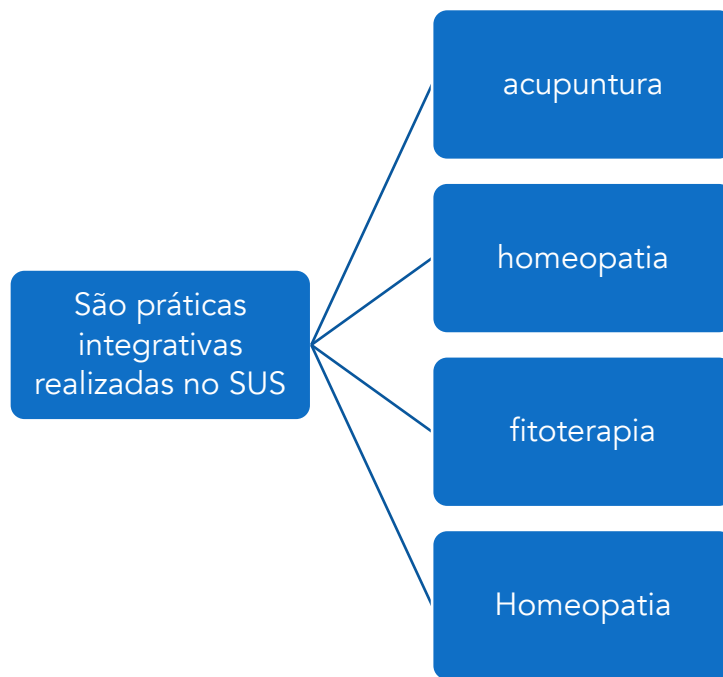 São práticas
integrativas
realizadas no SUS
acupuntura
homeopatia
fitoterapia
Homeopatia